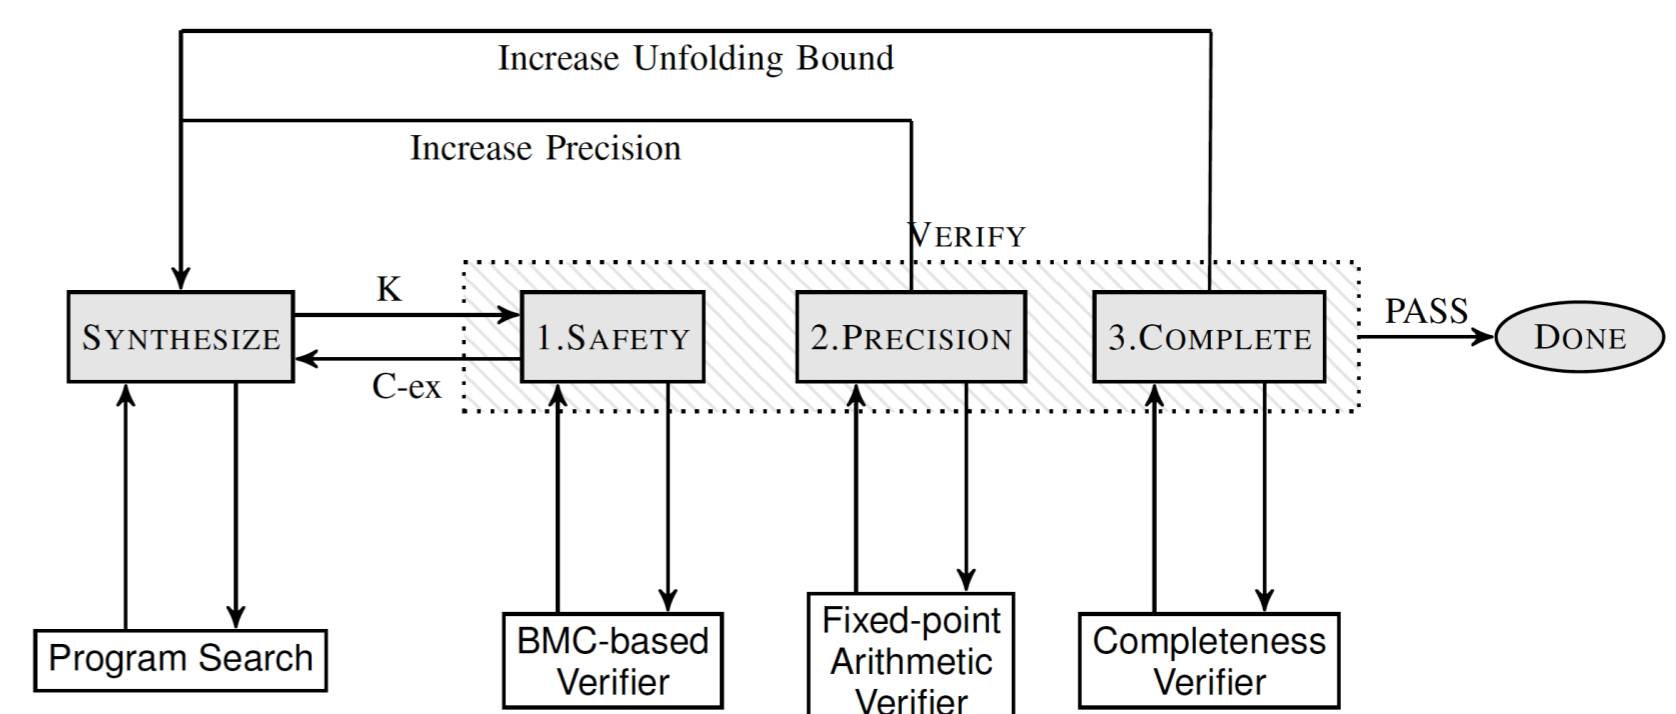 Increase Unfolding Bound
Increase Precision
VERIFY
K
C-ex
SYNTHESIZE
1.SAFETY
2.PRECISION
3.COMPLETE
PASS
DONE
Program Search
BMC-based
Verifier
Fixed-point
Arithmetic
Verifier
Completeness
Verifier